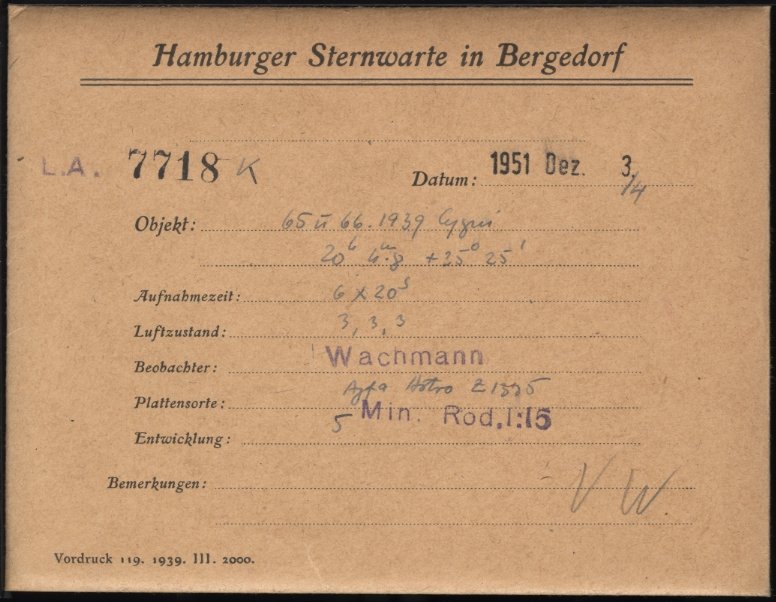 Hamburger Sternwarte in Bergedorf
L.A. 7718 K
Datum: 1951 Dez. 3/4
Objekt: 65 u 66.1939 Cygni
20h 4m.8 +35° 25'
Aufnahmezeit: 6 x 20s
Luftzustand: 3, 3, 3
Beobachter: Wachmann
Plattensorte: Agfa Astro Z 1335
Entwicklung: 5 Min. Rod. 1:15
Bemerkungen: V W
Vordruck 119. 1939. III. 2000.